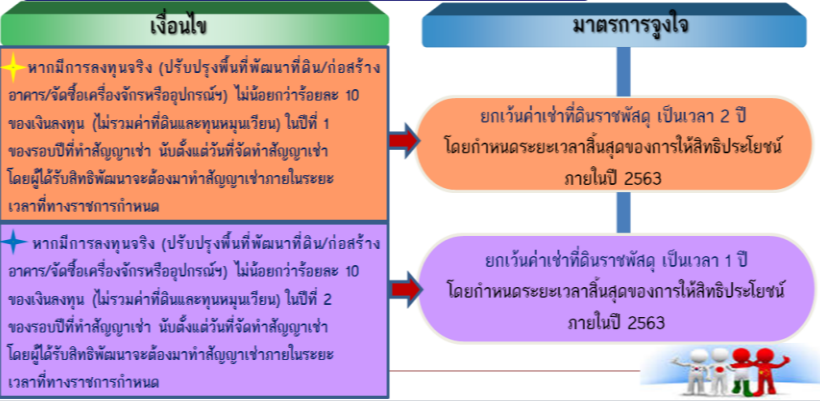 เงื่อนไข
หากมีการลงทุนจริง (ปรับปรุงพื้นที่พัฒนาที่ดิน/ก่อสร้าง
อาคาร/จัดซื้อเครื่องจักรหรืออุปกรณ์ฯ) ไม่น้อยกว่าร้อยละ 10
ของเงินลงทุน (ไม่รวมค่าที่ดินและทุนหมุนเวียน) ในปีที่ 1
ของรอบปีที่ทำสัญญาเช่า นับตั้งแต่วันที่จัดทำสัญญาเช่า
โดยผู้ได้รับสิทธิพัฒนาจะต้องมาทำสัญญาเช่าภายในระยะ
เวลาที่ทางราชการกำหนด
หากมีการลงทุนจริง (ปรับปรุงพื้นที่พัฒนาที่ดิน/ก่อสร้าง
อาคาร/จัดซื้อเครื่องจักรหรืออุปกรณ์ฯ) ไม่น้อยกว่าร้อยละ 10
ของเงินลงทุน (ไม่รวมค่าที่ดินและทุนหมุนเวียน) ในปีที่ 2
ของรอบปีที่ทำสัญญาเช่า นับตั้งแต่วันที่จัดทำสัญญาเช่า
โดยผู้ได้รับสิทธิพัฒนาจะต้องมาทำสัญญาเช่าภายในระยะ
เวลาที่ทางราชการกำหนด
มาตรการจูงใจ
ยกเว้นค่าเช่าที่ดินราชพัสดุ เป็นเวลา 2 ปี
โดยกำหนดระยะเวลาสิ้นสุดของการให้สิทธิประโยชน์
ภายในปี 2563
ยกเว้นค่าเช่าที่ดินราชพัสดุ เป็นเวลา 1 ปี
โดยกำหนดระยะเวลาสิ้นสุดของการให้สิทธิประโยชน์
ภายในปี 2563